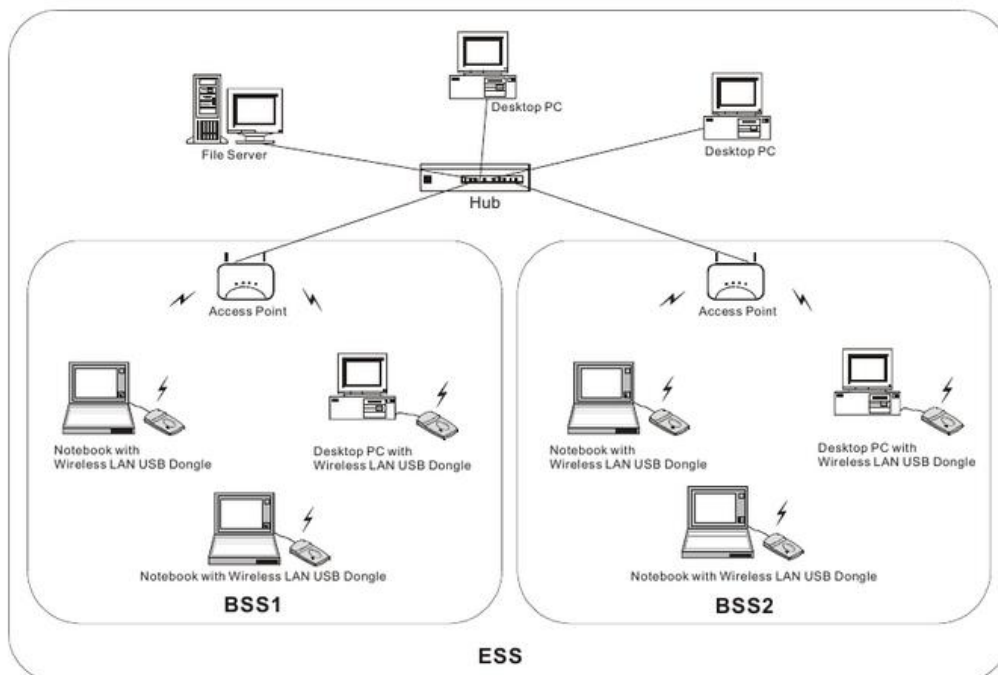 Desktop PC
File Server
Desktop PC
Hub
Access Point
Access Point
Notebook with
Wireless LAN USB Dongle
Desktop PC with
Wireless LAN USB Dongle
Notebook with Wireless LAN USB Dongle
BSS1
Notebook with
Wireless LAN USB Dongle
Desktop PC with
Wireless LAN USB Dongle
Notebook with Wireless LAN USB Dongle
BSS2
ESS